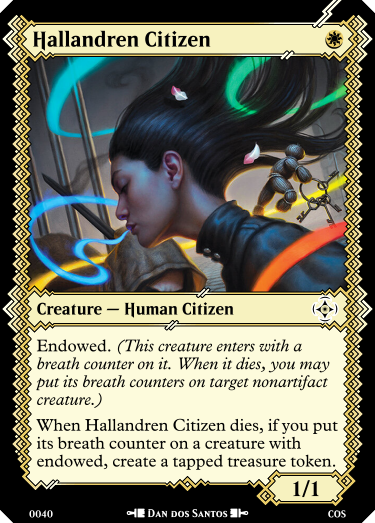 Hallandren Citizen
Creature — Human Citizen
Endowed. (This creature enters with a
breath counter on it. When it dies, you may
put its breath counters on target nonartifact
creature.)
When Hallandren Citizen dies, if you put
its breath counter on a creature with
endowed, create a tapped treasure token.
1/1
0040
Dan dos Santos
COS